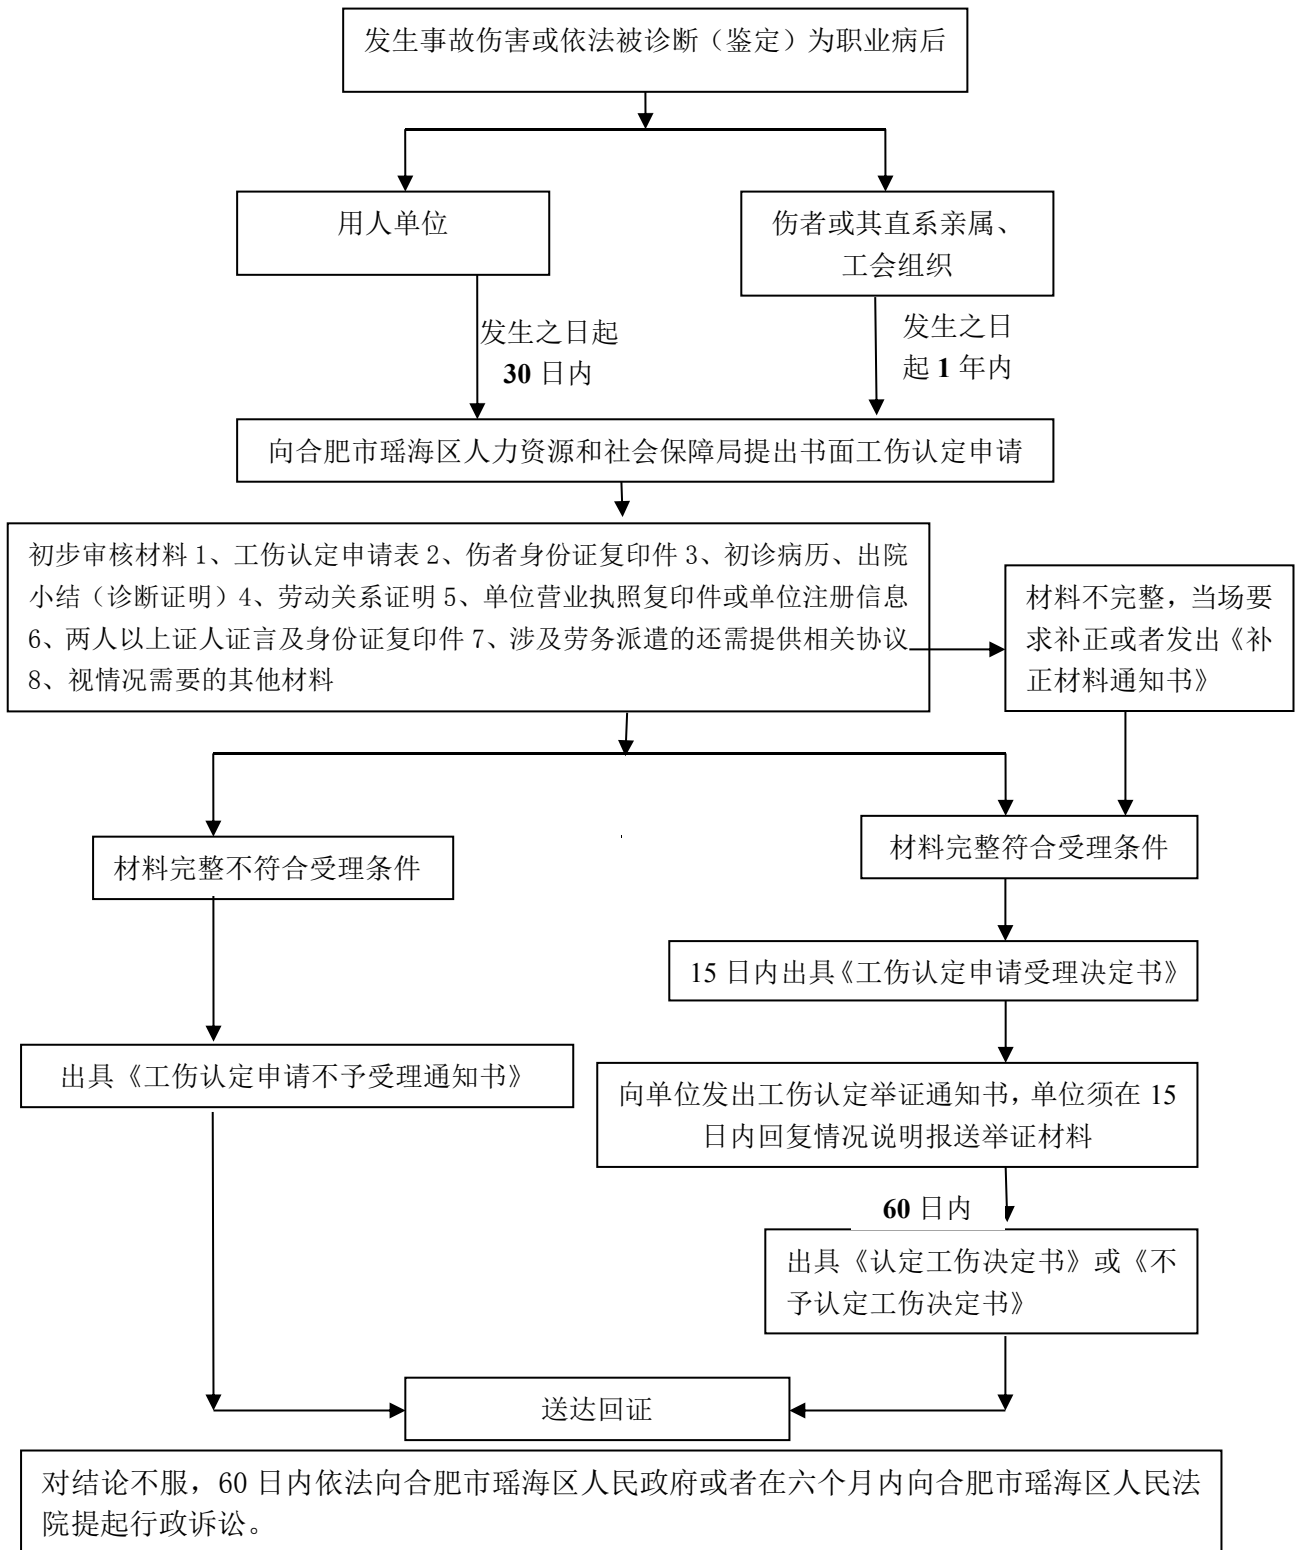 发生事故伤害或依法被诊断（鉴定）为职业病后
用人单位
伤者或其直系亲属、
工会组织
发生之日起
30 日内
发生之日
起 1 年内
向合肥市瑶海区人力资源和社会保障局提出书面工伤认定申请
初步审核材料 1、工伤认定申请表 2、伤者身份证复印件 3、初诊病历、出院
小结（诊断证明）4、劳动关系证明 5、单位营业执照复印件或单位注册信息
6、两人以上证人证言及身份证复印件 7、涉及劳务派遣的还需提供相关协议
8、视情况需要的其他材料
材料不完整，当场要
求补正或者发出《补
正材料通知书》
材料完整不符合受理条件
材料完整符合受理条件
15 日内出具《工伤认定申请受理决定书》
出具《工伤认定申请不予受理通知书》
向单位发出工伤认定举证通知书，单位须在 15
日内回复情况说明报送举证材料
60 日内
出具《认定工伤决定书》或《不
予认定工伤决定书》
送达回证
对结论不服，60 日内依法向合肥市瑶海区人民政府或者在六个月内向合肥市瑶海区人民法
院提起行政诉讼。